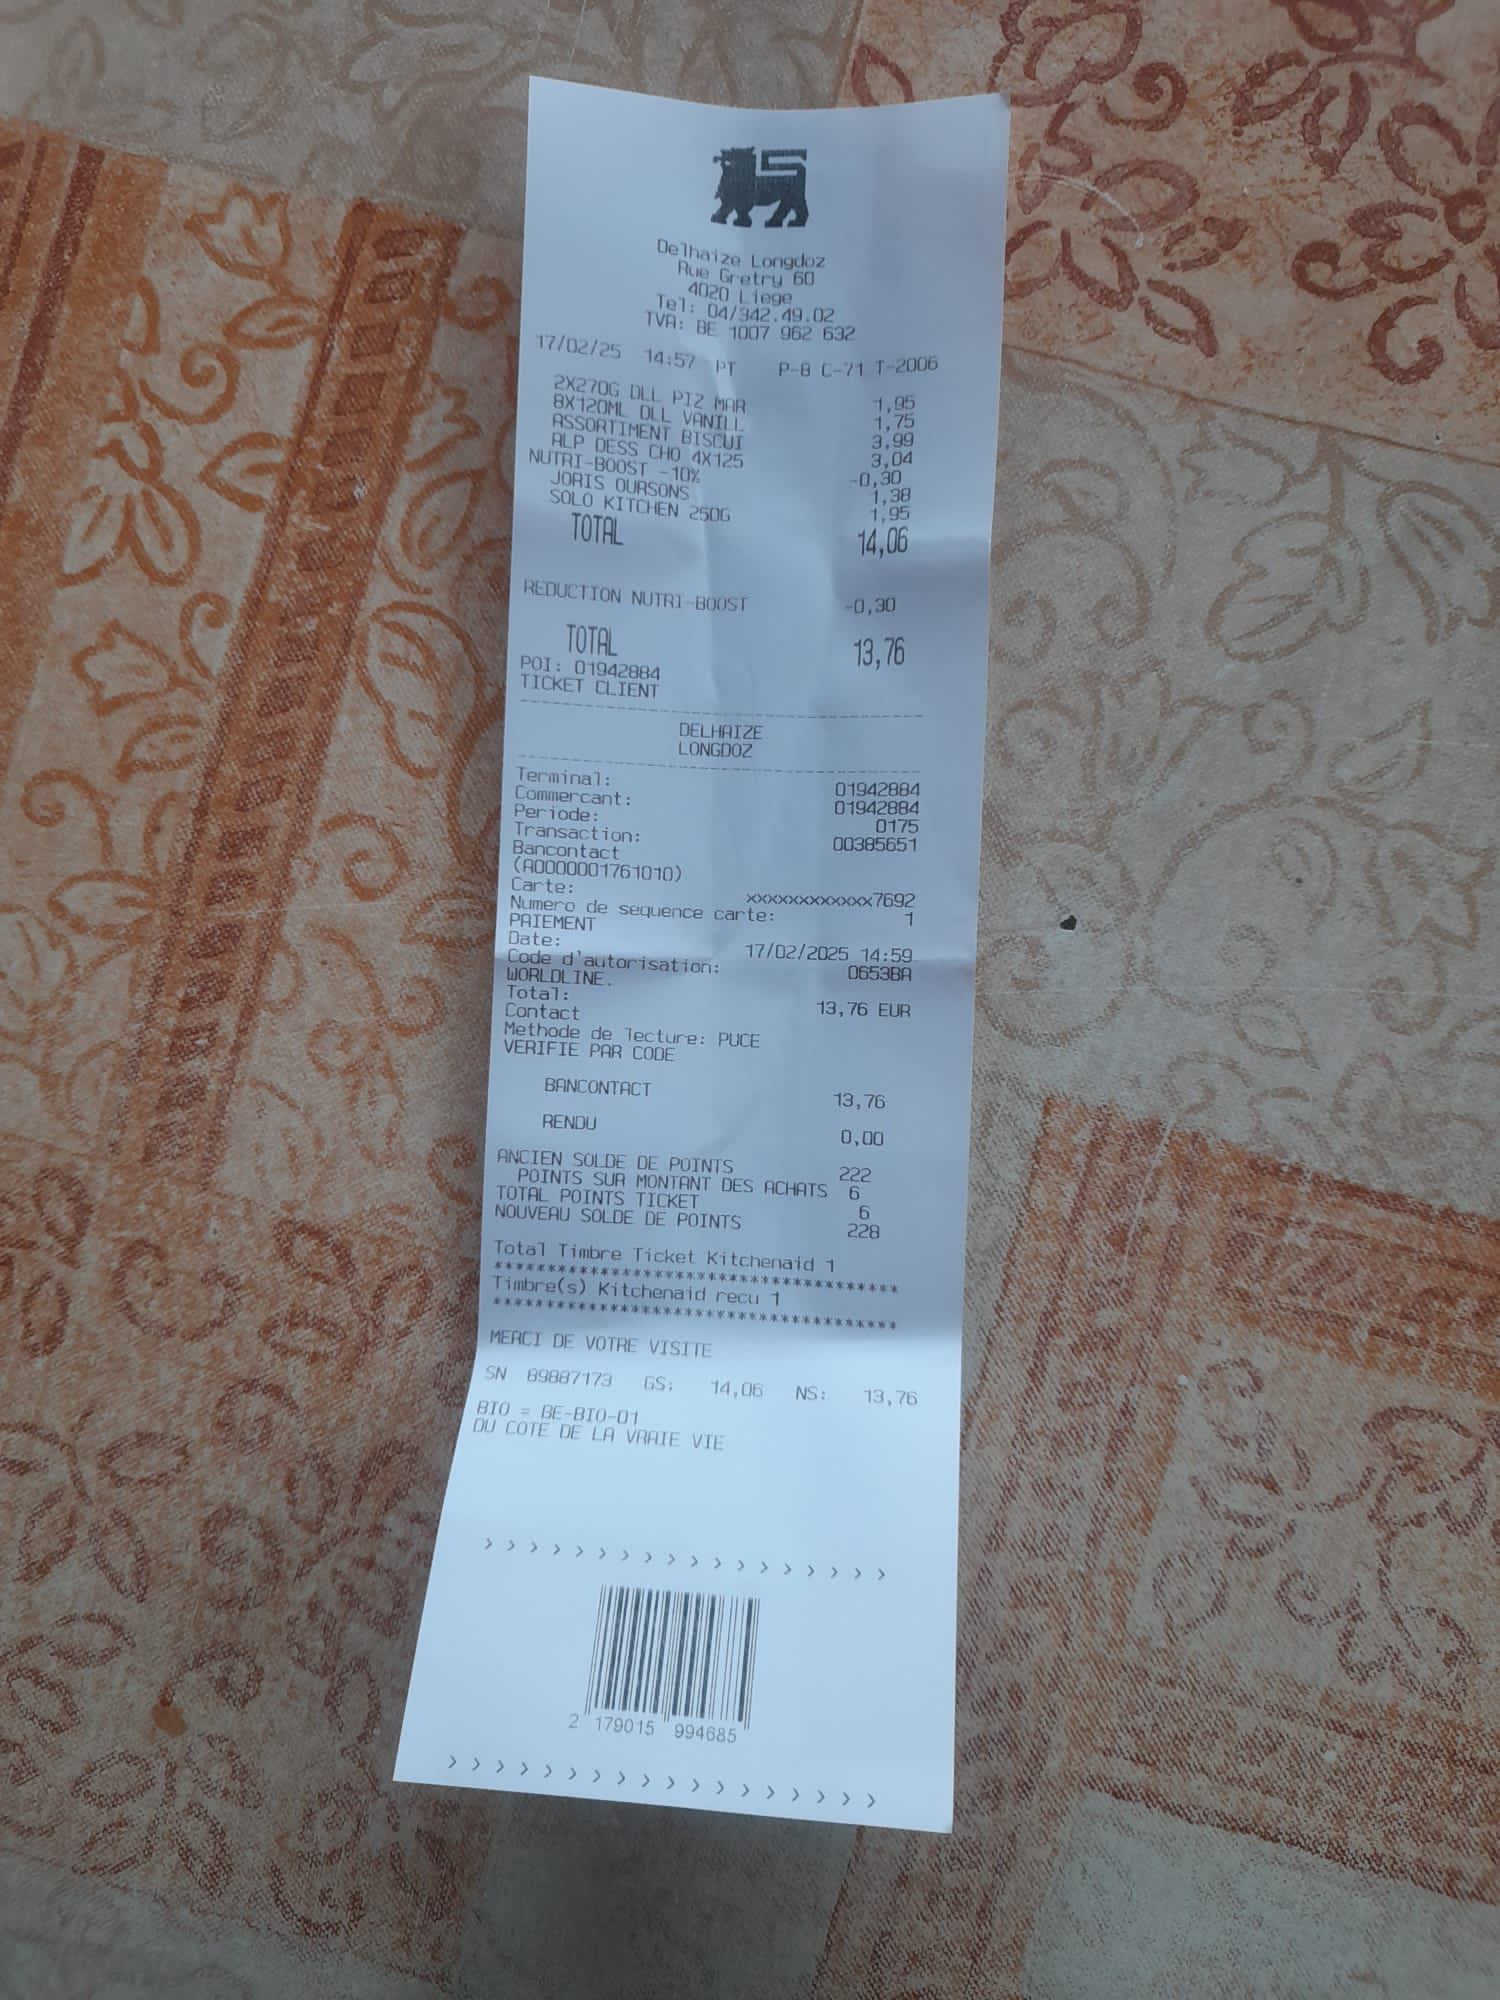 Delhaize Longdoz
Rue Gretry 60
4020 Liege
Tel: 04/342.49.02
TVA: BE 1007 962 632
17/02/25 14:57 PT P-8 C-71 T-2006
2X270G DLL PIZ MAR 1,95
8X120ML DLL VANILL 1,75
ASSORTIMENT BISCUI 3,99
ALP DESS CHO 4X125 3,04
NUTRI-BOOST -10% -0,30
JORIS OURSONS 1,38
SOLO KITCHEN 250G 1,95
TOTAL 14,06
REDUCTION NUTRI-BOOST -0,30
TOTAL 13,76
POI: 01942884
TICKET CLIENT
DELHAIZE
LONGDOZ
Terminal: 01942884
Commercant: 01942884
Periode: 0175
Transaction: 00385651
Bancontact
(A0000001761010)
Carte: xxxxxxxxxxxx7692
Numero de sequence carte: 1
PAIEMENT
Date: 17/02/2025 14:59
Code d'autorisation: 0653BA
WORLDLINE.
Total: 13,76 EUR
Contact
Methode de lecture: PUCE
VERIFIE PAR CODE
BANCONTACT 13,76
RENDU 0,00
ANCIEN SOLDE DE POINTS 222
POINTS SUR MONTANT DES ACHATS 6
TOTAL POINTS TICKET 6
NOUVEAU SOLDE DE POINTS 228
Total Timbre Ticket Kitchenaid 1
***************************************
Timbre(s) Kitchenaid recu 1
***************************************
MERCI DE VOTRE VISITE
SN 89887173 GS: 14,06 NS: 13,76
BIO = BE-BIO-01
DU COTE DE LA VRAIE VIE
> > > > > > > > > > > > > > > > > >
2 179015 994685
> > > > > > > > > > > > > > > > > >